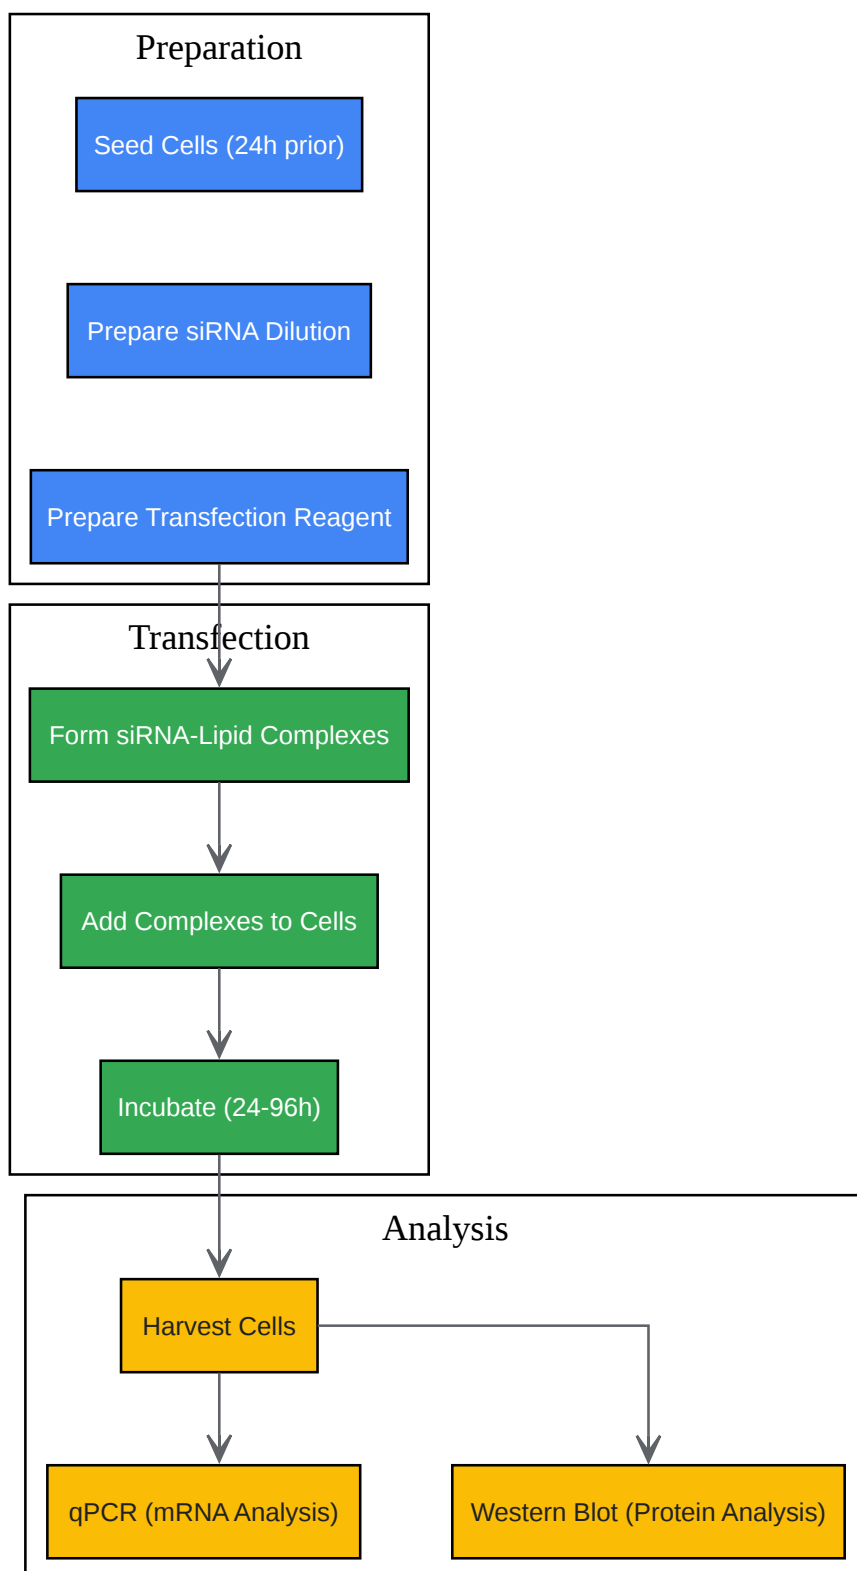 Preparation
Seed Cells (24h prior)
Prepare siRNA Dilution
Prepare Transfection Reagent
Transfection
Form siRNA-Lipid Complexes
Add Complexes to Cells
Incubate (24-96h)
Analysis
Harvest Cells
qPCR (mRNA Analysis)
Western Blot (Protein Analysis)